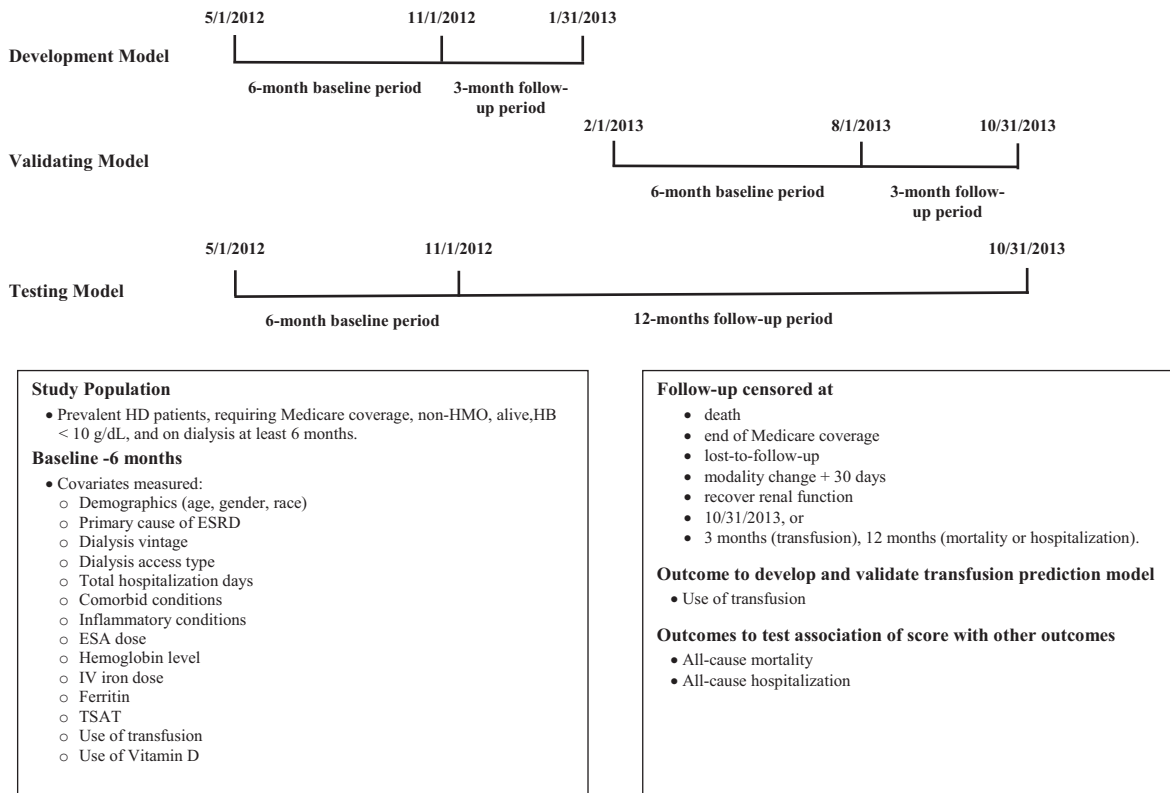 5/1/2012 11/1/2012 1/31/2013
Development Model
6-month baseline period 3-month follow-
up period
2/1/2013 8/1/2013 10/31/2013
Validating Model
6-month baseline period 3-month follow-
up period
5/1/2012 11/1/2012 10/31/2013
Testing Model
6-month baseline period 12-months follow-up period
Study Population
• Prevalent HD patients, requiring Medicare coverage, non-HMO, alive,HB
< 10 g/dL, and on dialysis at least 6 months.
Baseline -6 months
• Covariates measured:
o Demographics (age, gender, race)
o Primary cause of ESRD
o Dialysis vintage
o Dialysis access type
o Total hospitalization days
o Comorbid conditions
o Inflammatory conditions
o ESA dose
o Hemoglobin level
o IV iron dose
o Ferritin
o TSAT
o Use of transfusion
o Use of Vitamin D
Follow-up censored at
• death
• end of Medicare coverage
• lost-to-follow-up
• modality change + 30 days
• recover renal function
• 10/31/2013, or
• 3 months (transfusion), 12 months (mortality or hospitalization).
Outcome to develop and validate transfusion prediction model
• Use of transfusion
Outcomes to test association of score with other outcomes
• All-cause mortality
• All-cause hospitalization